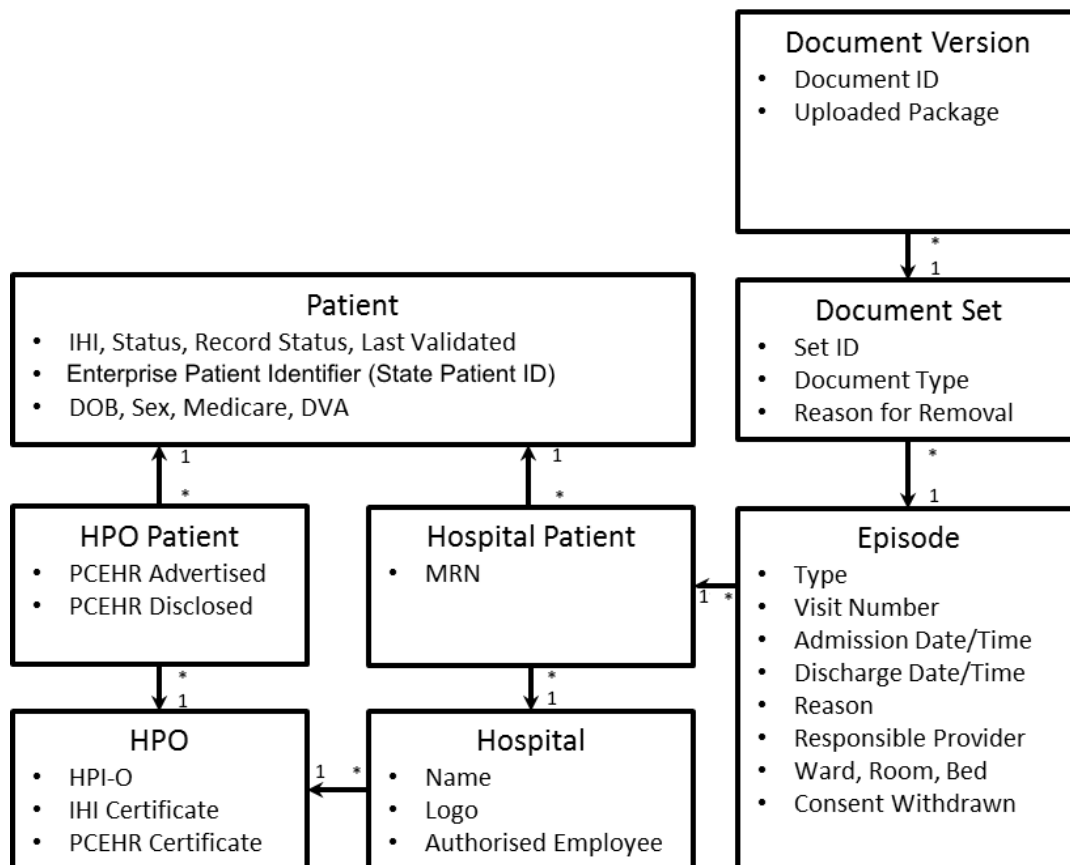 Document Version
• Document ID
• Uploaded Package
*
1
Patient
• IHI, Status, Record Status, Last Validated
• Enterprise Patient Identifier (State Patient ID)
• DOB, Sex, Medicare, DVA
Document Set
• Set ID
• Document Type
• Reason for Removal
1
*
1
*
*
1
HPO Patient
• PCEHR Advertised
• PCEHR Disclosed
Hospital Patient
• MRN
1 *
Episode
• Type
• Visit Number
• Admission Date/Time
• Discharge Date/Time
• Reason
• Responsible Provider
• Ward, Room, Bed
• Consent Withdrawn
*
1
*
1
HPO
• HPI-O
• IHI Certificate
• PCEHR Certificate
1 *
Hospital
• Name
• Logo
• Authorised Employee